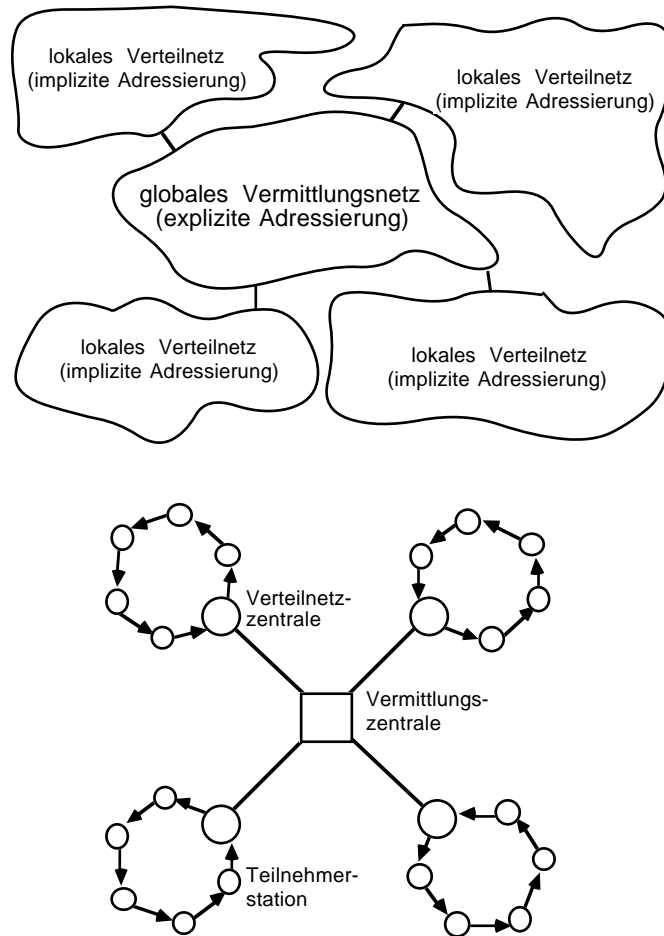 lokales Verteilnetz
(implizite Adressierung)
lokales Verteilnetz
(implizite Adressierung)
globales Vermittlungsnetz
(explizite Adressierung)
lokales Verteilnetz
(implizite Adressierung)
lokales Verteilnetz
(implizite Adressierung)
Verteilnetz-
zentrale
Vermittlungs-
zentrale
Teilnehmer-
station